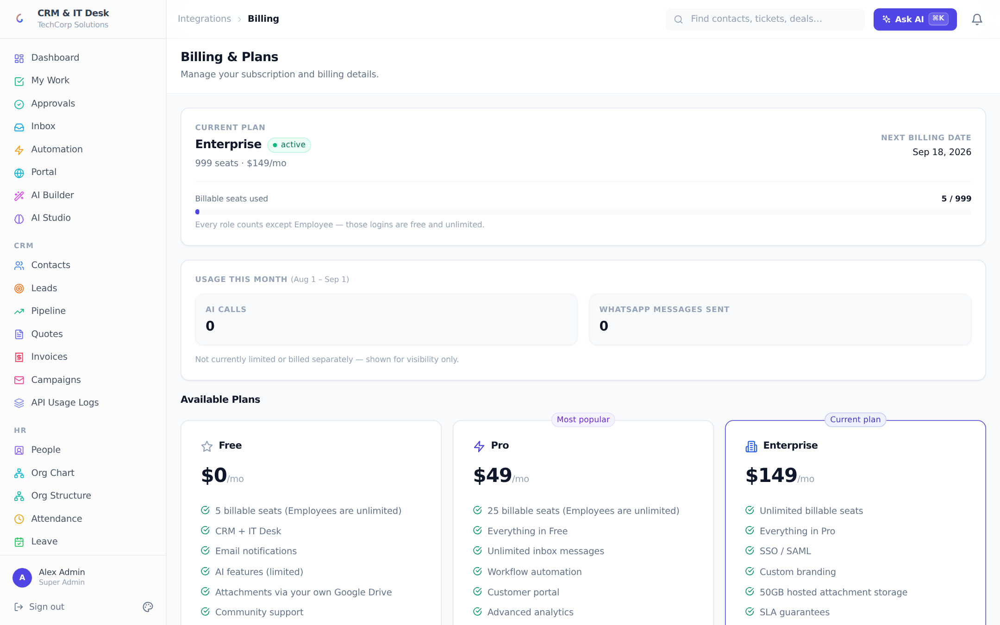 CRM & IT Desk
TechCorp Solutions
Dashboard
My Work
Approvals
Inbox
Automation
Portal
AI Builder
AI Studio
CRM
Contacts
Leads
Pipeline
Quotes
Invoices
Campaigns
API Usage Logs
HR
People
Org Chart
Org Structure
Attendance
Leave
A
Alex Admin
Super Admin
Sign out
Integrations > Billing
Find contacts, tickets, deals...
Ask AI ⌘K
Billing & Plans
Manage your subscription and billing details.
CURRENT PLAN
Enterprise active
999 seats · $149/mo
NEXT BILLING DATE
Sep 18, 2026
Billable seats used 5 / 999
Every role counts except Employee — those logins are free and unlimited.
USAGE THIS MONTH (Aug 1 – Sep 1)
AI CALLS
0
WHATSAPP MESSAGES SENT
0
Not currently limited or billed separately — shown for visibility only.
Available Plans
Free
$0/mo
5 billable seats (Employees are unlimited)
CRM + IT Desk
Email notifications
AI features (limited)
Attachments via your own Google Drive
Community support
Most popular
Pro
$49/mo
25 billable seats (Employees are unlimited)
Everything in Free
Unlimited inbox messages
Workflow automation
Customer portal
Advanced analytics
Current plan
Enterprise
$149/mo
Unlimited billable seats
Everything in Pro
SSO / SAML
Custom branding
50GB hosted attachment storage
SLA guarantees